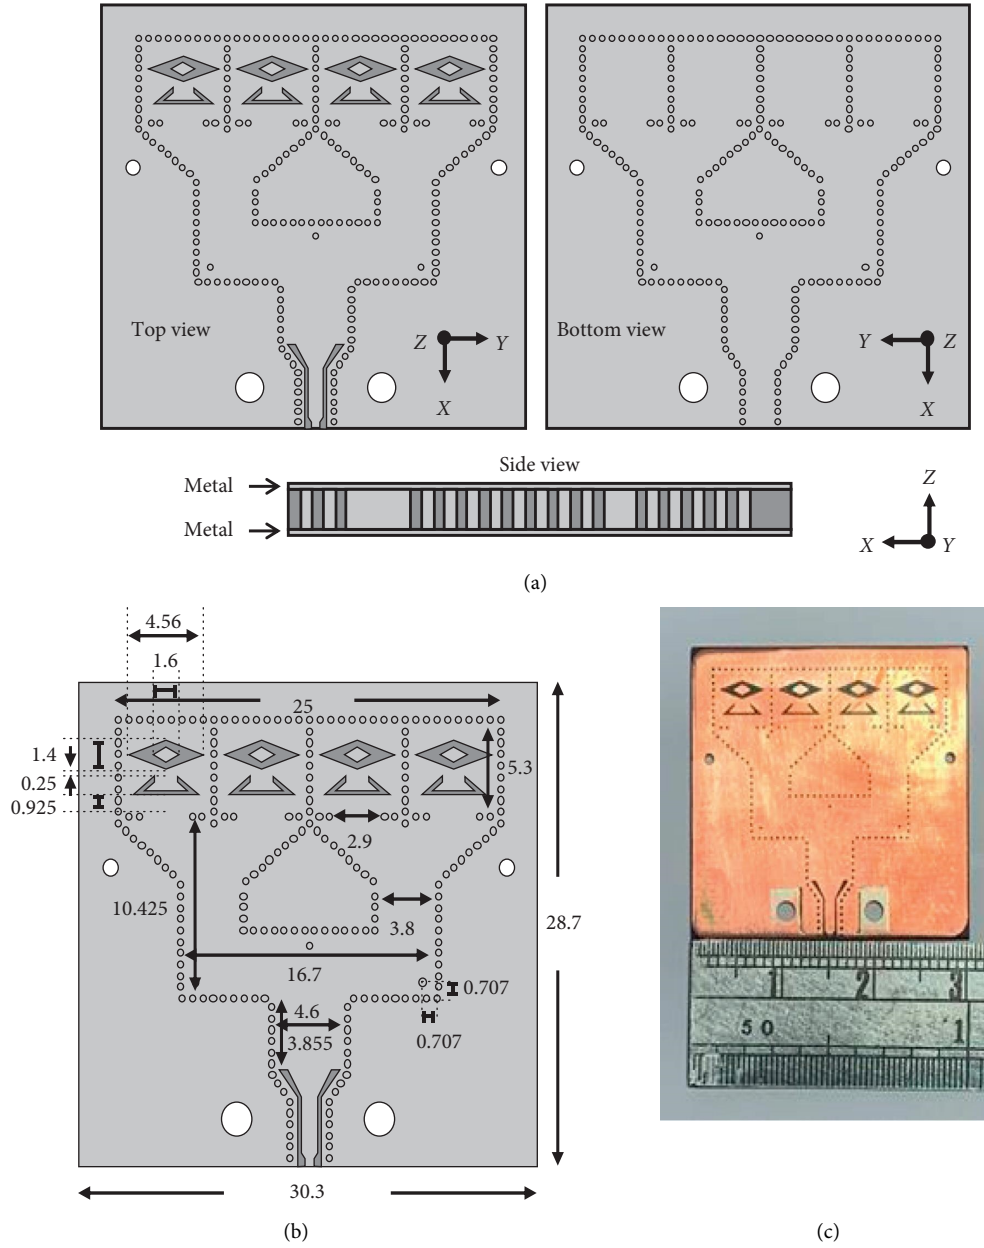 Top view
Z
Y
X
Bottom view
Y
Z
X
Side view
Metal
Metal
Z
X
Y
(a)
4.56
1.6
25
1.4
0.25
0.925
5.3
2.9
10.425
3.8
28.7
16.7
0.707
4.6
3.855
0.707
30.3
(b)
1 2 3
50 1
(c)